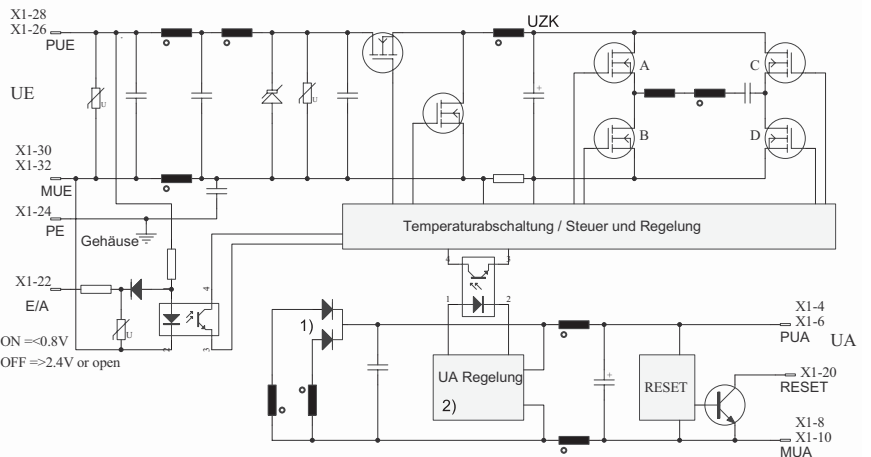 X1-28
X1-26
PUE
UZK
A
C
UE
U
U
B
D
X1-30
X1-32
MUE
X1-24
PE
Gehäuse
Temperaturabschaltung / Steuer und Regelung
4
4
3
X1-22
E/A
1
2
1)
X1-4
X1-6
PUA
UA
U
ON =<0.8V
2
3
OFF =>2.4V or open
UA Regelung
2)
RESET
X1-20
RESET
X1-8
X1-10
MUA